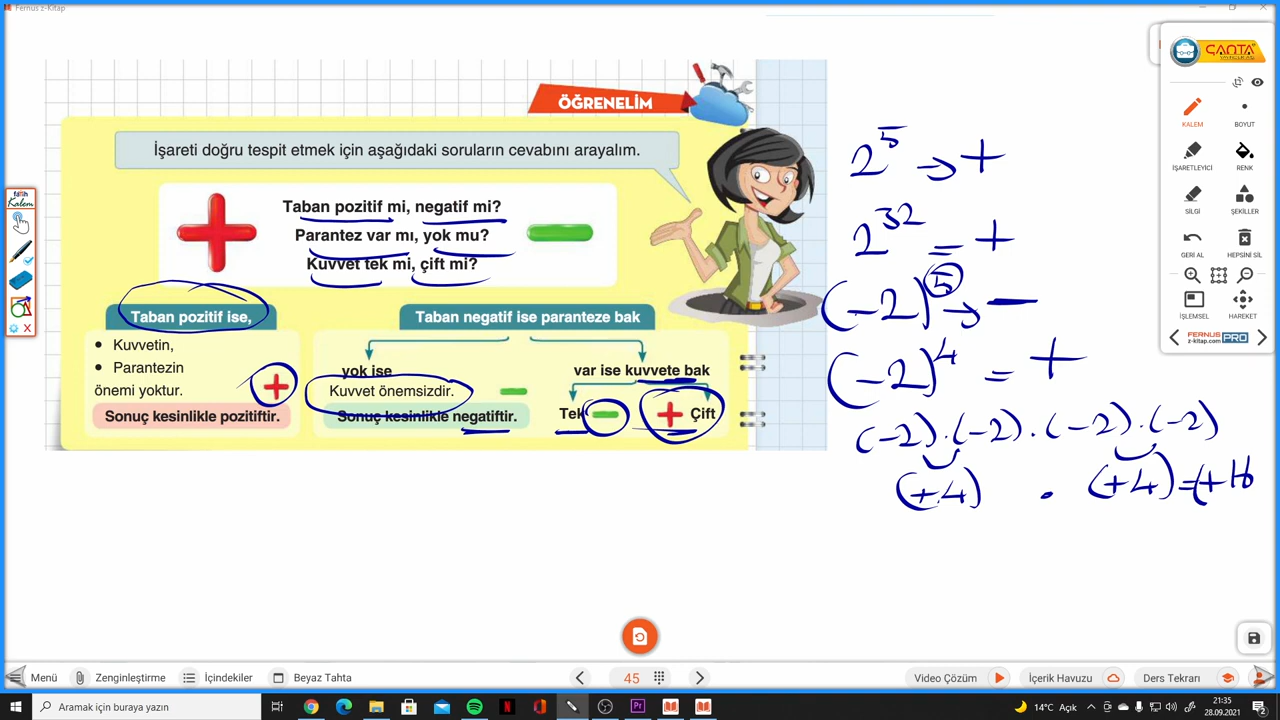 Fernus z-Kitap
ÖĞRENELİM
İşareti doğru tespit etmek için aşağıdaki soruların cevabını arayalım.
Taban pozitif mi, negatif mi?
Parantez var mı, yok mu?
Kuvvet tek mi, çift mi?
Taban pozitif ise,
• Kuvvetin,
• Parantezin
önemi yoktur.
+
Sonuç kesinlikle pozitiftir.
Taban negatif ise paranteze bak
yok ise
Kuvvet önemsizdir. −
Sonuç kesinlikle negatiftir.
var ise kuvvete bak
Tek − + Çift
2⁵ → +
2³² = +
(−2)⁵ → −
(−2)⁴ = +
(−2).(−2).(−2).(−2)
(+4) . (+4) = (+16
fatih
Kalem
ÇANTA
YAYINCILIK
KALEM
BOYUT
İŞARETLEYİCİ
RENK
SİLGİ
ŞEKİLLER
GERİ AL
HEPSİNİ SİL
İŞLEMSEL
HAREKET
FERNUS PRO
z-kitap.com
Menü
Zenginleştirme
İçindekiler
Beyaz Tahta
45
Video Çözüm
İçerik Havuzu
Ders Tekrarı
Aramak için buraya yazın
14°C Açık
21:35
28.09.2021
2